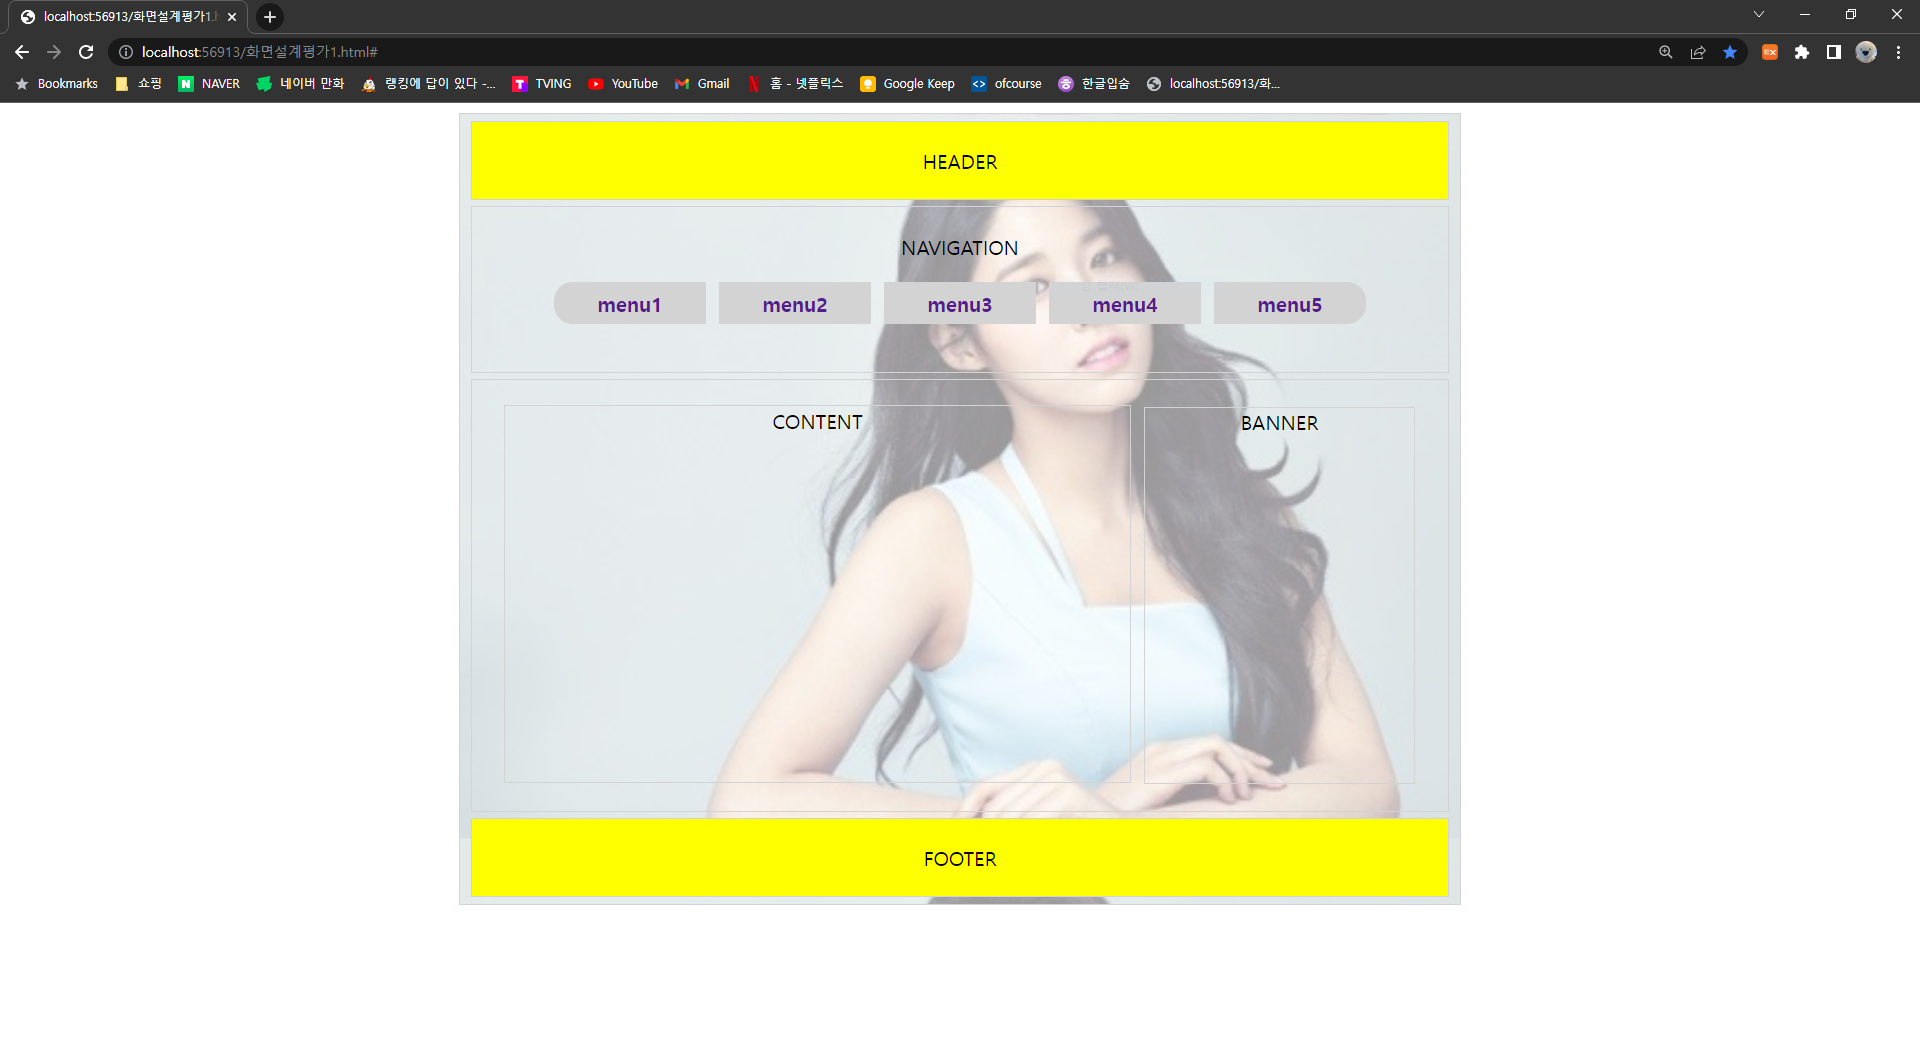 localhost:56913/화면설계평가1.h
localhost:56913/화면설계평가1.html#
Bookmarks 쇼핑 NAVER 네이버 만화 랭킹에 답이 있다 -... TVING YouTube Gmail 홈 - 넷플릭스 Google Keep ofcourse 한글입숨 localhost:56913/화...
HEADER
NAVIGATION
menu1 menu2 menu3 menu4 menu5
CONTENT BANNER
FOOTER